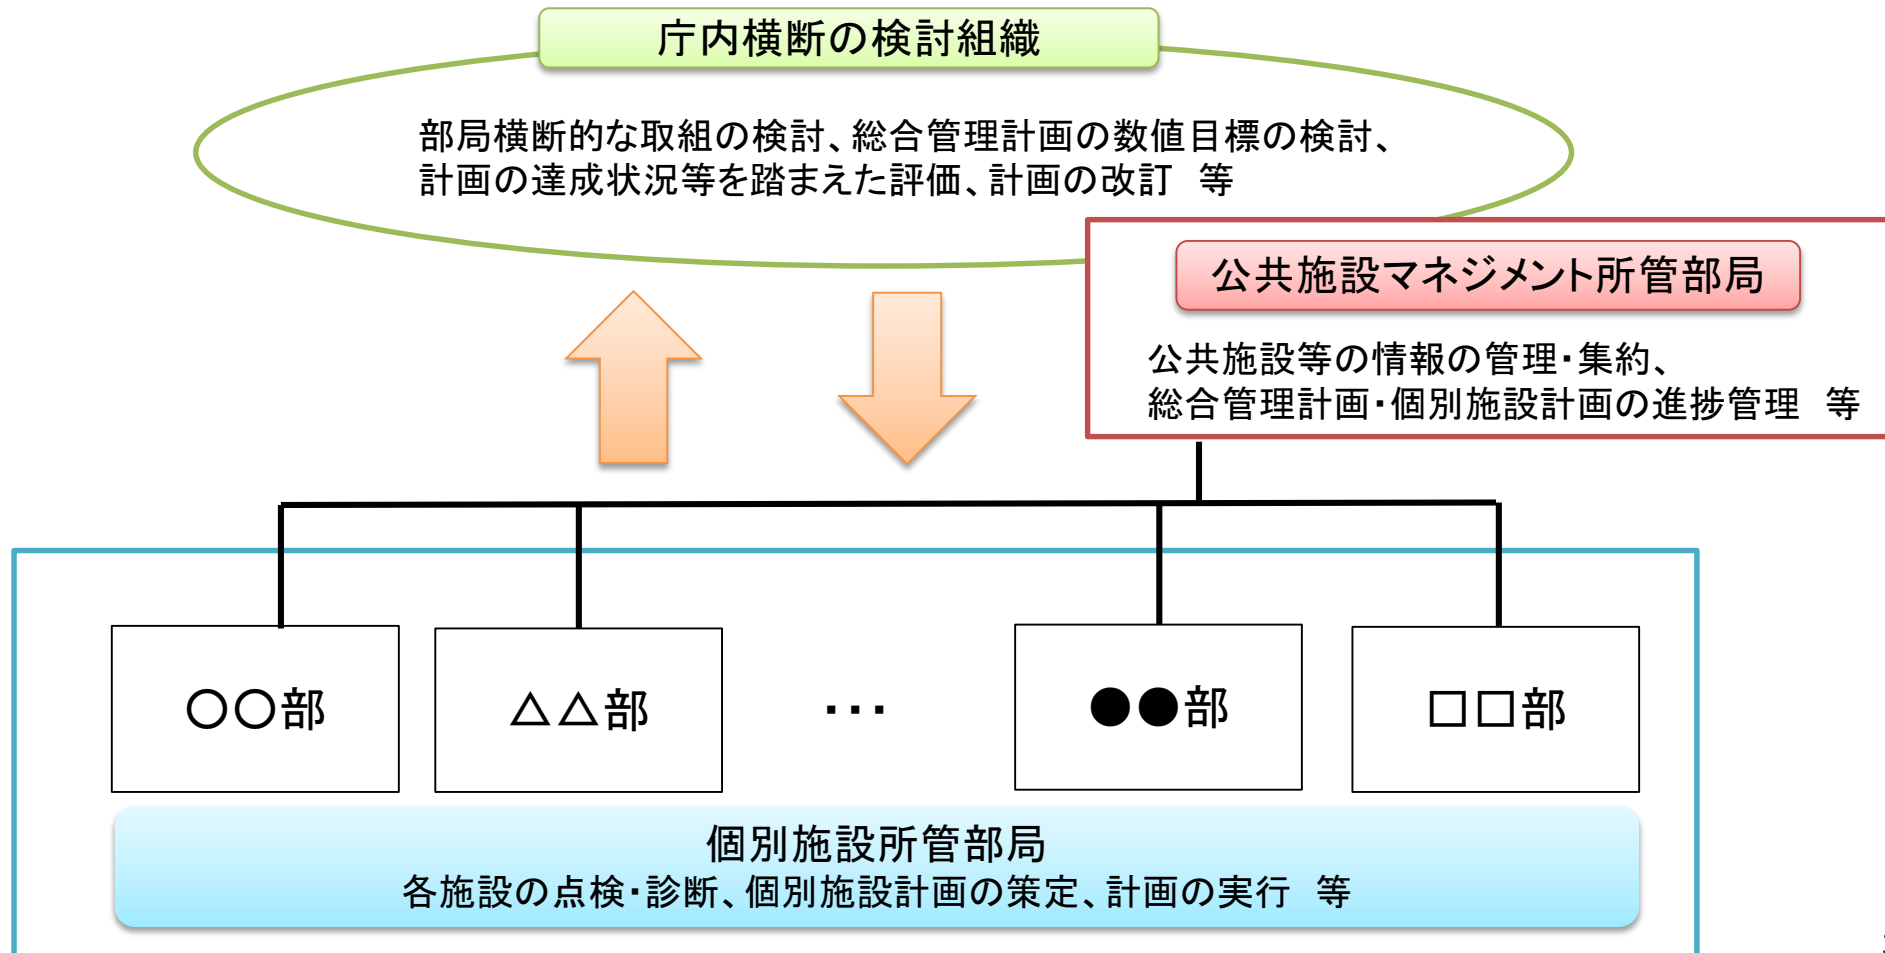 庁内横断の検討組織
部局横断的な取組の検討、総合管理計画の数値目標の検討、
計画の達成状況等を踏まえた評価、計画の改訂　等
公共施設マネジメント所管部局
公共施設等の情報の管理・集約、
総合管理計画・個別施設計画の進捗管理　等
○○部
△△部
･･･
●●部
□□部
個別施設所管部局
各施設の点検・診断、個別施設計画の策定、計画の実行　等